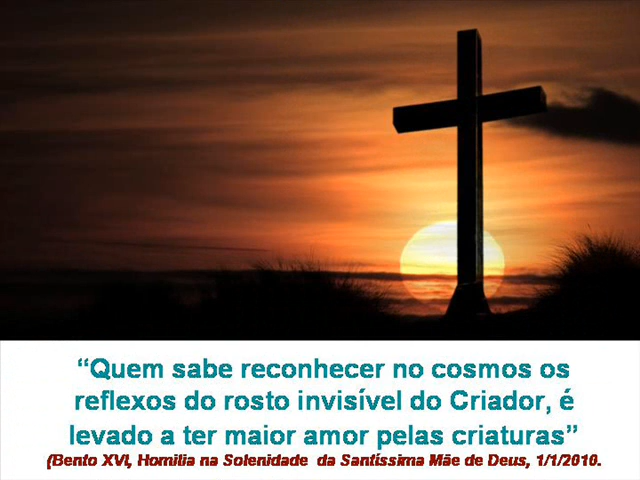 “Quem sabe reconhecer no cosmos os
reflexos do rosto invisível do Criador, é
levado a ter maior amor pelas criaturas”
(Bento XVI, Homilia na Solenidade da Santíssima Mãe de Deus, 1/1/2010.